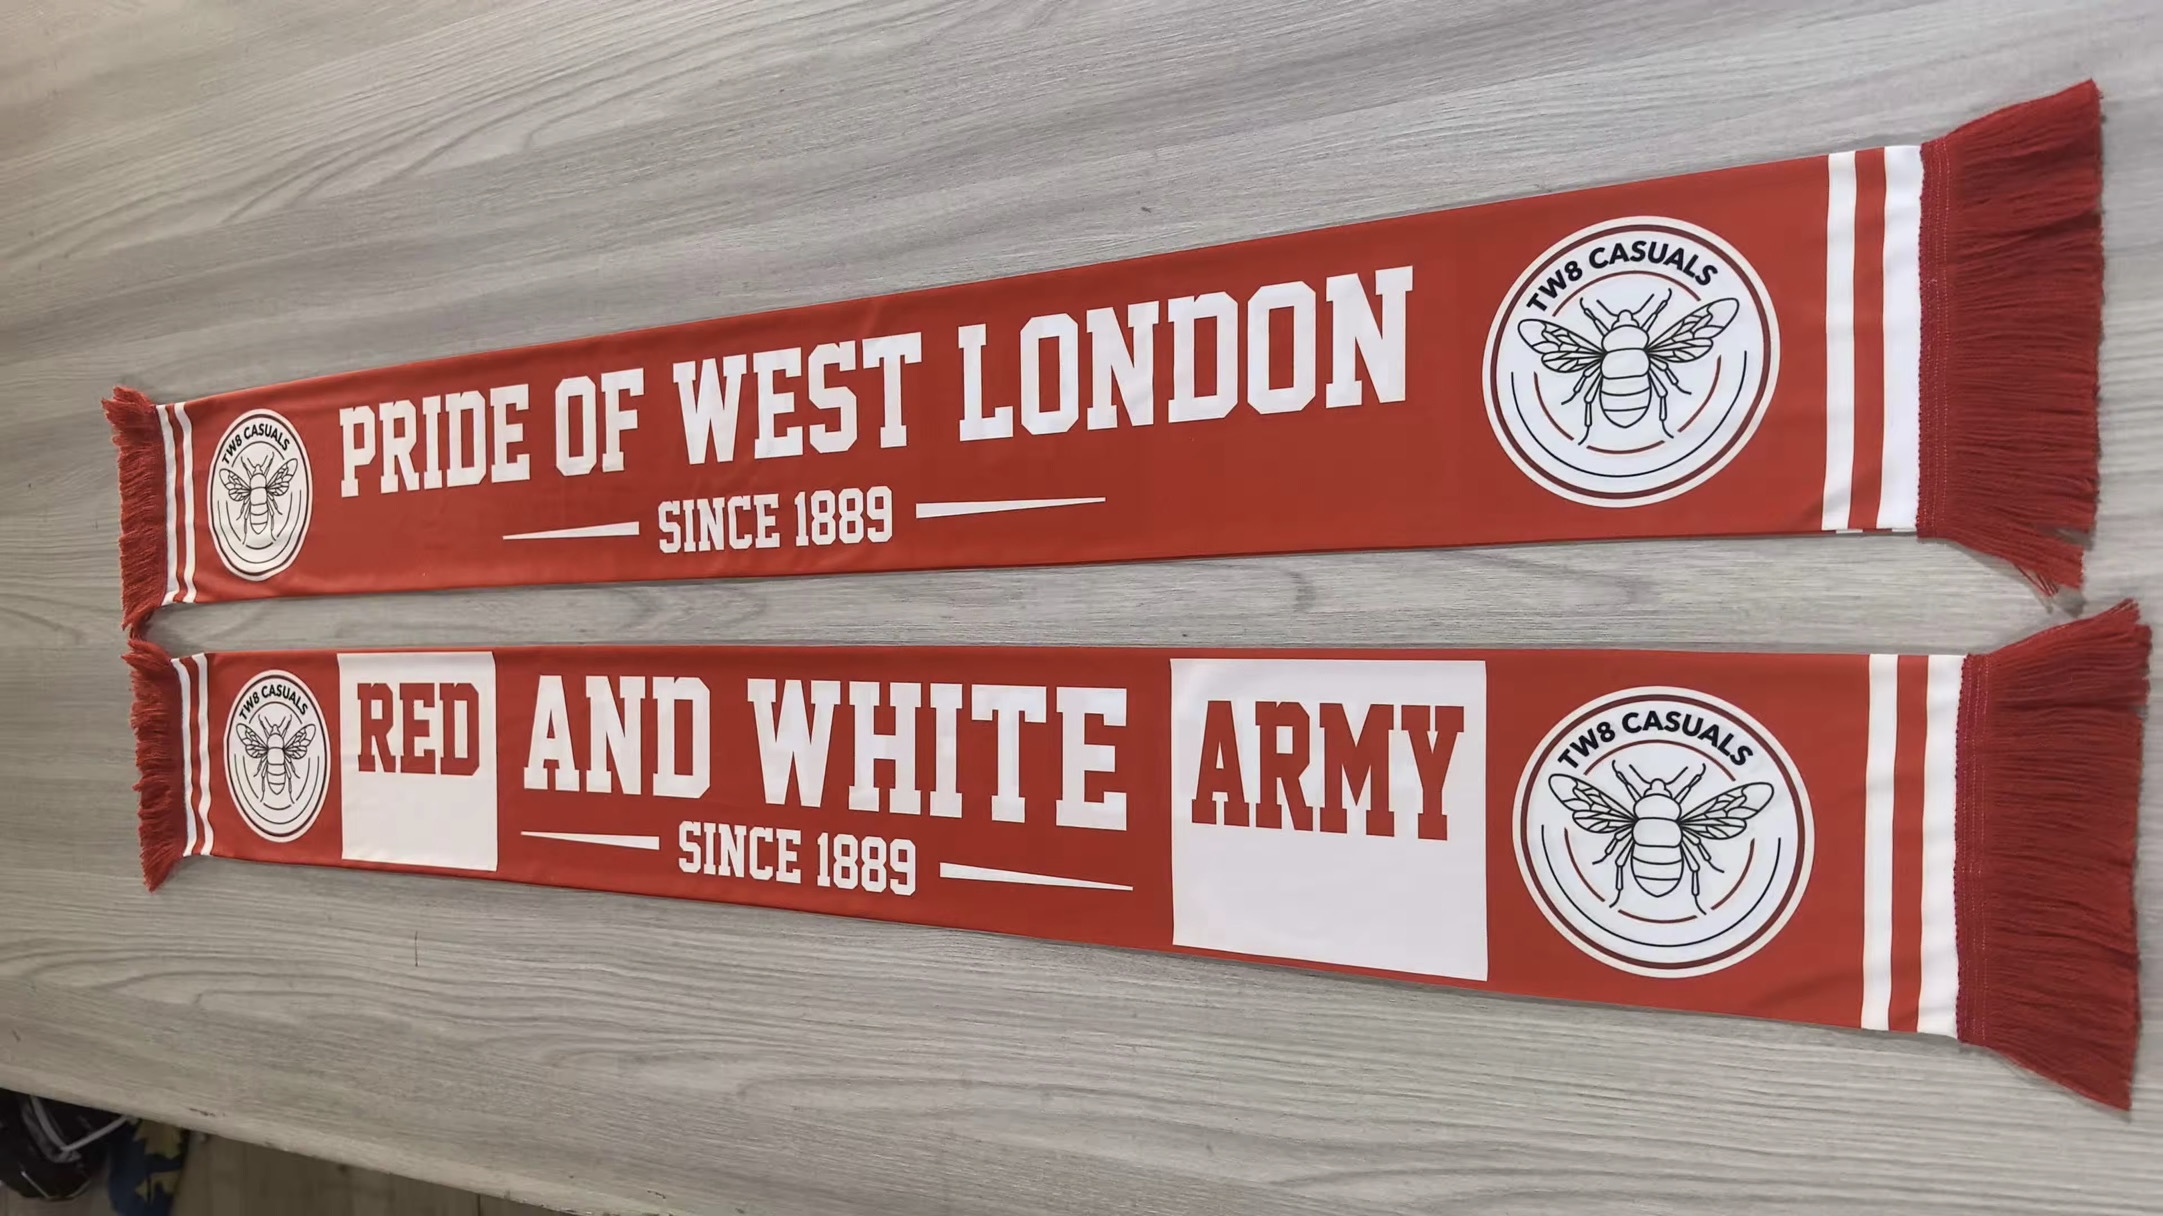 TW8 CASUALS
PRIDE OF WEST LONDON
SINCE 1889
TW8 CASUALS
TW8 CASUALS
RED AND WHITE ARMY
SINCE 1889
TW8 CASUALS